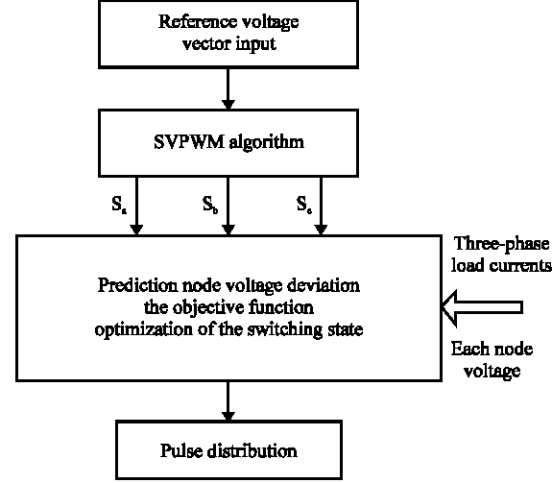 Reference voltage
vector input
SVPWM algorithm
Sa
Sb
Sc
Three-phase
load currents
Prediction node voltage deviation
the objective function
optimization of the switching state
Each node
voltage
Pulse distribution